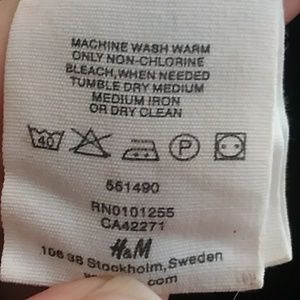 MACHINE WASH WARM
ONLY NON-CHLORINE
BLEACH,WHEN NEEDED
TUMBLE DRY MEDIUM
MEDIUM IRON
OR DRY CLEAN
40 P
551490
RN0101255
CA42271
H&M
106 38 Stockholm, Sweden
.com